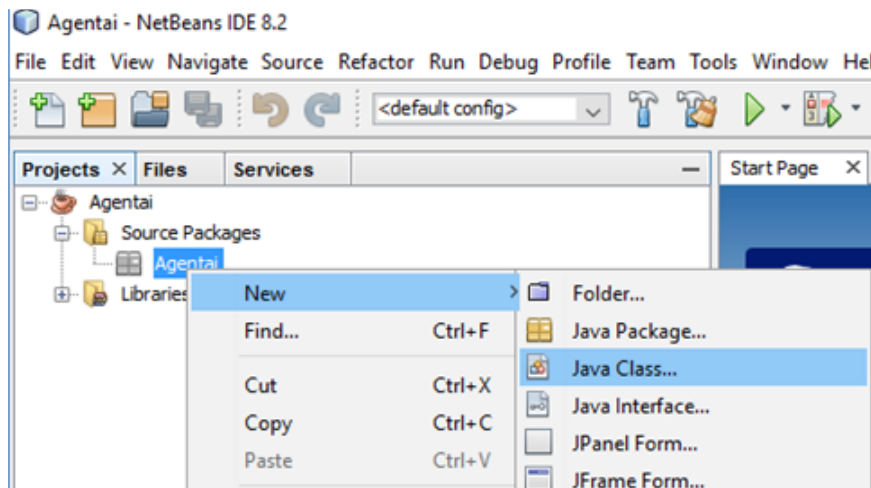 Agentai - NetBeans IDE 8.2
File Edit View Navigate Source Refactor Run Debug Profile Team Tools Window Hel
<default config>
Projects Files Services
Start Page
Agentai
Source Packages
Agentai
Libraries
New
Find... Ctrl+F
Cut Ctrl+X
Copy Ctrl+C
Paste Ctrl+V
Folder...
Java Package...
Java Class...
Java Interface...
JPanel Form...
JFrame Form...